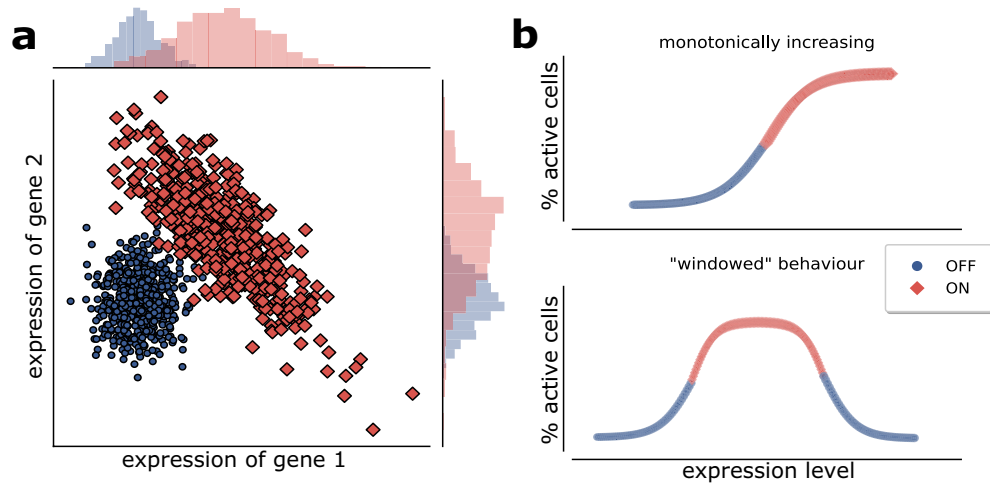 a
expression of gene 2
expression of gene 1
b
monotonically increasing
% active cells
"windowed" behaviour
OFF
ON
% active cells
expression level